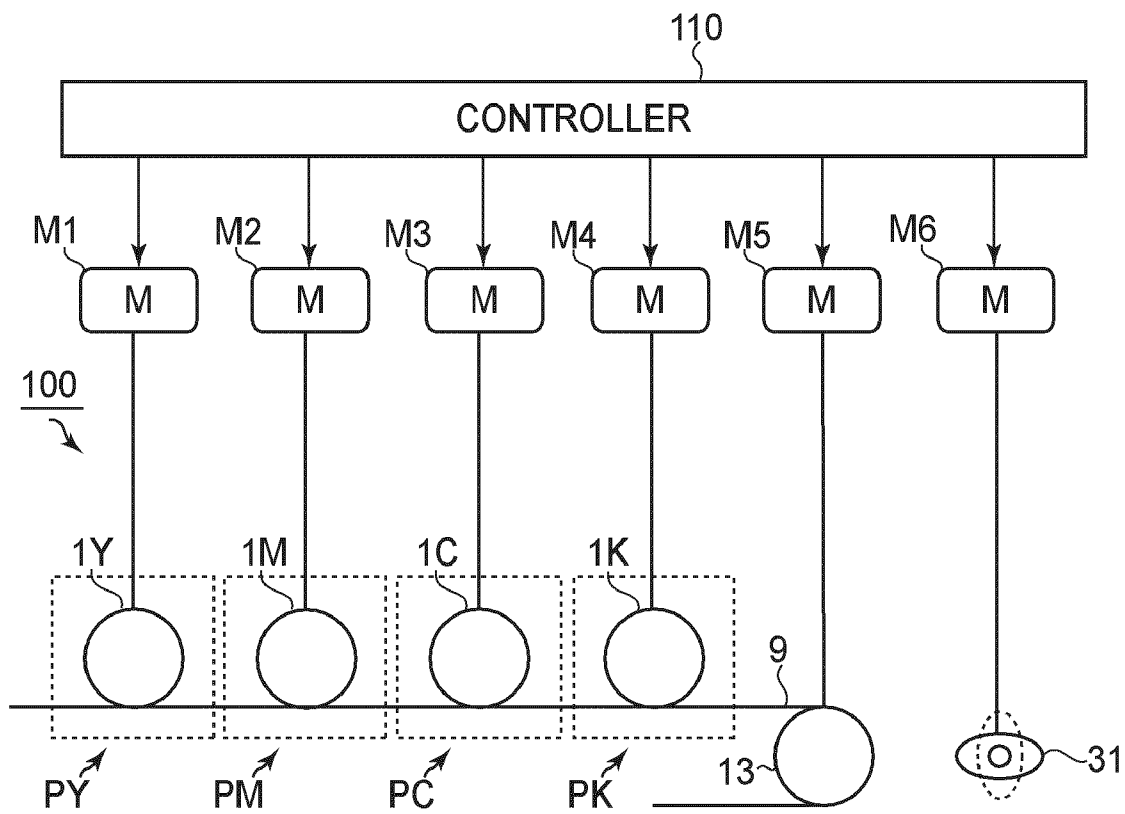 110
CONTROLLER
M1 M2 M3 M4 M5 M6
M M M M M M
100
1Y 1M 1C 1K
9
13 31
PY PM PC PK